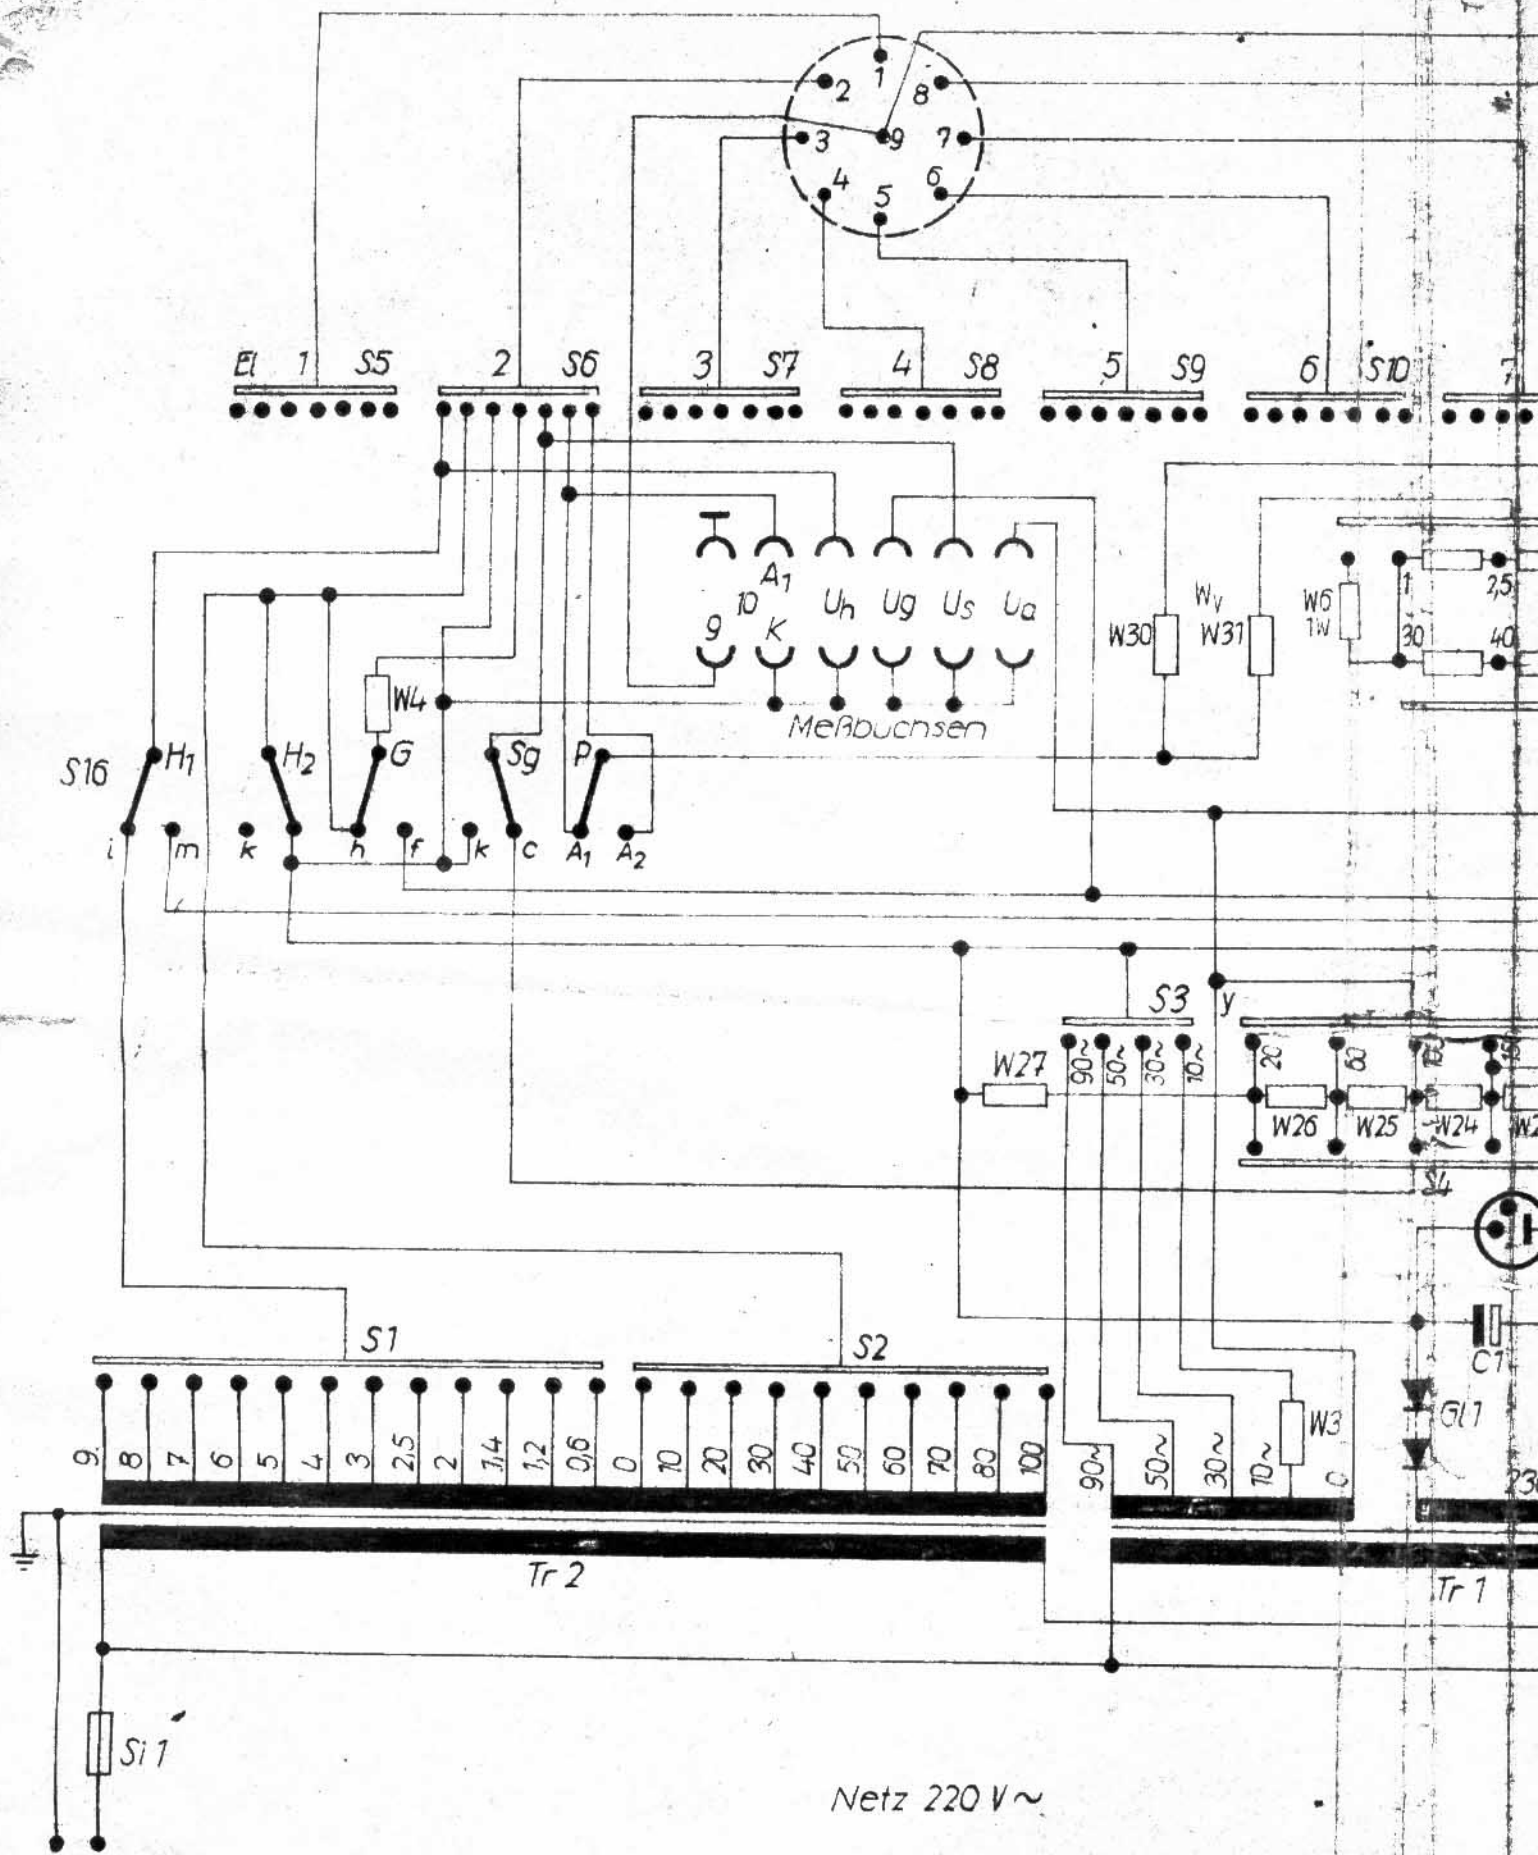 1
2
8
3
9
7
4
5
6
El 1 S5
2 S6
3 S7
4 S8
5 S9
6 S10
7
A1
10
9
K
Uh
Ug
Us
Ua
Meßbuchsen
W30
Wv
W31
W6
1W
1
2,5
30
40
W4
S16
H1
H2
G
Sg
P
i
m
k
h
f
k
c
A1
A2
S3
y
90~
50~
30~
10~
20
60
100
W27
W26
W25
W24
S4
S1
S2
C1
Gl1
W3
9
8
7
6
5
4
3
2,5
2
1,4
1,2
0,6
0
10
20
30
40
50
60
70
80
100
90~
50~
30~
10~
0
Tr 2
Tr 1
Si 1
Netz 220 V~